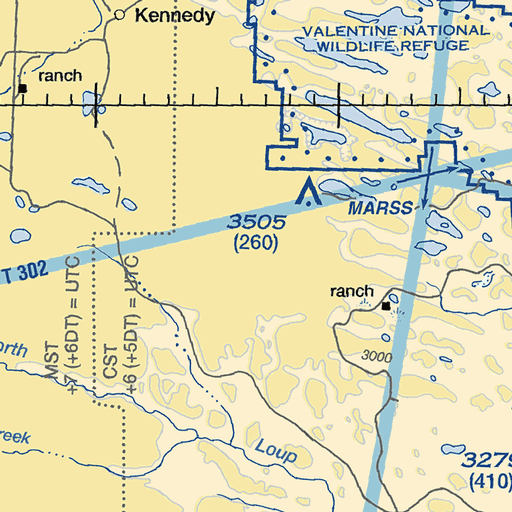 Kennedy
VALENTINE NATIONAL
WILDLIFE REFUGE
ranch
MARSS
3505
(260)
T 302
ranch
3000
MST
+7 (+6DT) = UTC
CST
+6 (+5DT) = UTC
orth
reek
Loup
3279
(410)